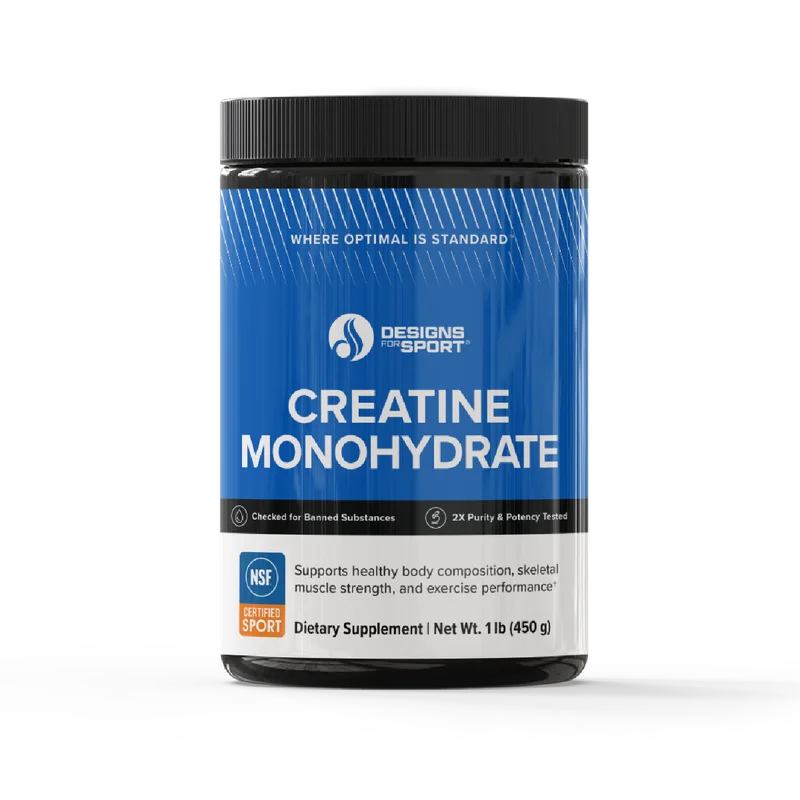 WHERE OPTIMAL IS STANDARD™
DESIGNS
FOR SPORT®
CREATINE
MONOHYDRATE
Checked for Banned Substances
2X Purity & Potency Tested
NSF
CERTIFIED
SPORT
Supports healthy body composition, skeletal
muscle strength, and exercise performance†
Dietary Supplement | Net Wt. 1 lb (450 g)